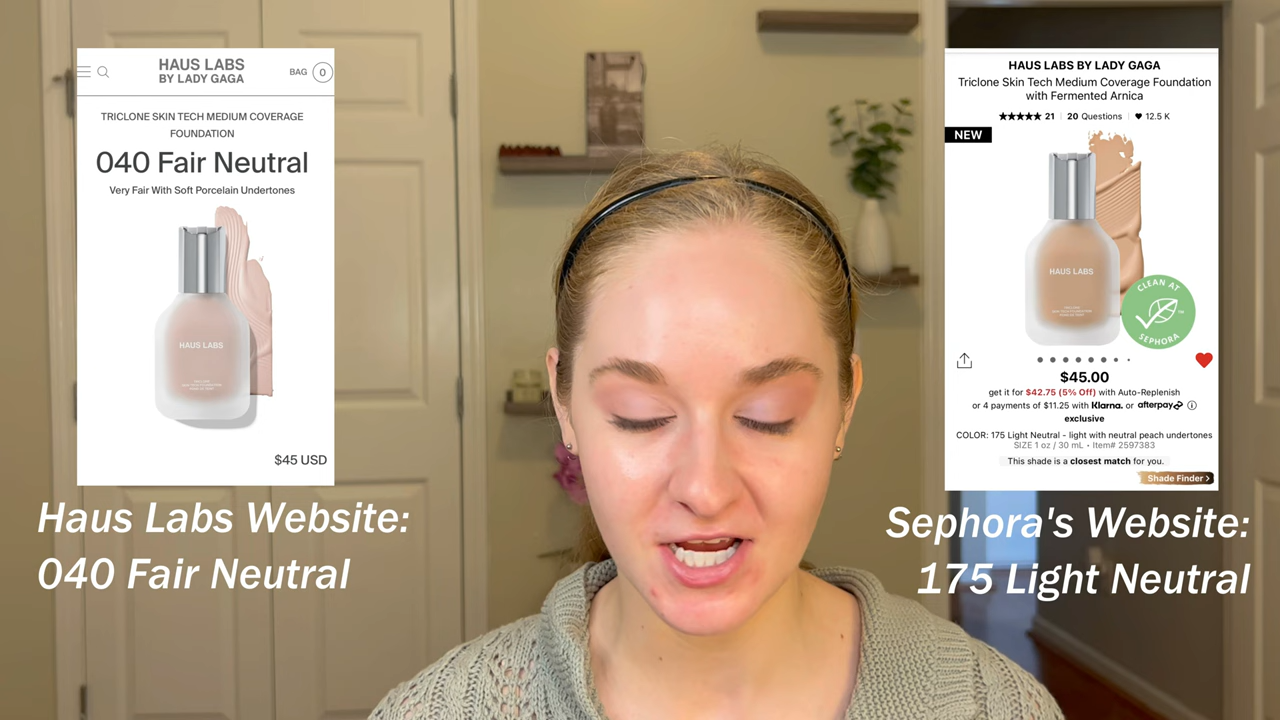 HAUS LABS
BY LADY GAGA
BAG 0
TRICLONE SKIN TECH MEDIUM COVERAGE
FOUNDATION
040 Fair Neutral
Very Fair With Soft Porcelain Undertones
HAUS LABS
$45 USD
Haus Labs Website:
040 Fair Neutral
HAUS LABS BY LADY GAGA
Triclone Skin Tech Medium Coverage Foundation
with Fermented Arnica
21 | 20 Questions | 12.5 K
NEW
HAUS LABS
CLEAN AT
SEPHORA
$45.00
get it for $42.75 (5% Off) with Auto-Replenish
or 4 payments of $11.25 with Klarna. or afterpay
exclusive
COLOR: 175 Light Neutral - light with neutral peach undertones
SIZE 1 oz / 30 mL • Item# 2597383
This shade is a closest match for you.
Shade Finder >
Sephora's Website:
175 Light Neutral